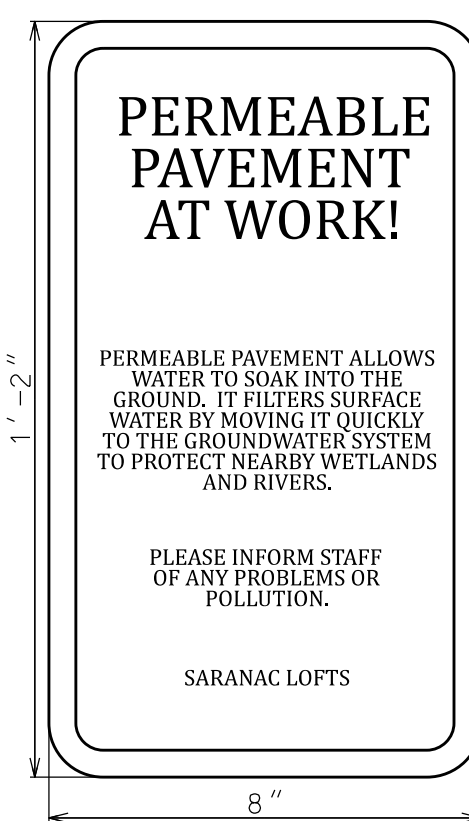 PERMEABLE
PAVEMENT
AT WORK!
1'-2"
PERMEABLE PAVEMENT ALLOWS
WATER TO SOAK INTO THE
GROUND.  IT FILTERS SURFACE
WATER BY MOVING IT QUICKLY
TO THE GROUNDWATER SYSTEM
TO PROTECT NEARBY WETLANDS
AND RIVERS.
PLEASE INFORM STAFF
OF ANY PROBLEMS OR
POLLUTION.
SARANAC LOFTS
8"